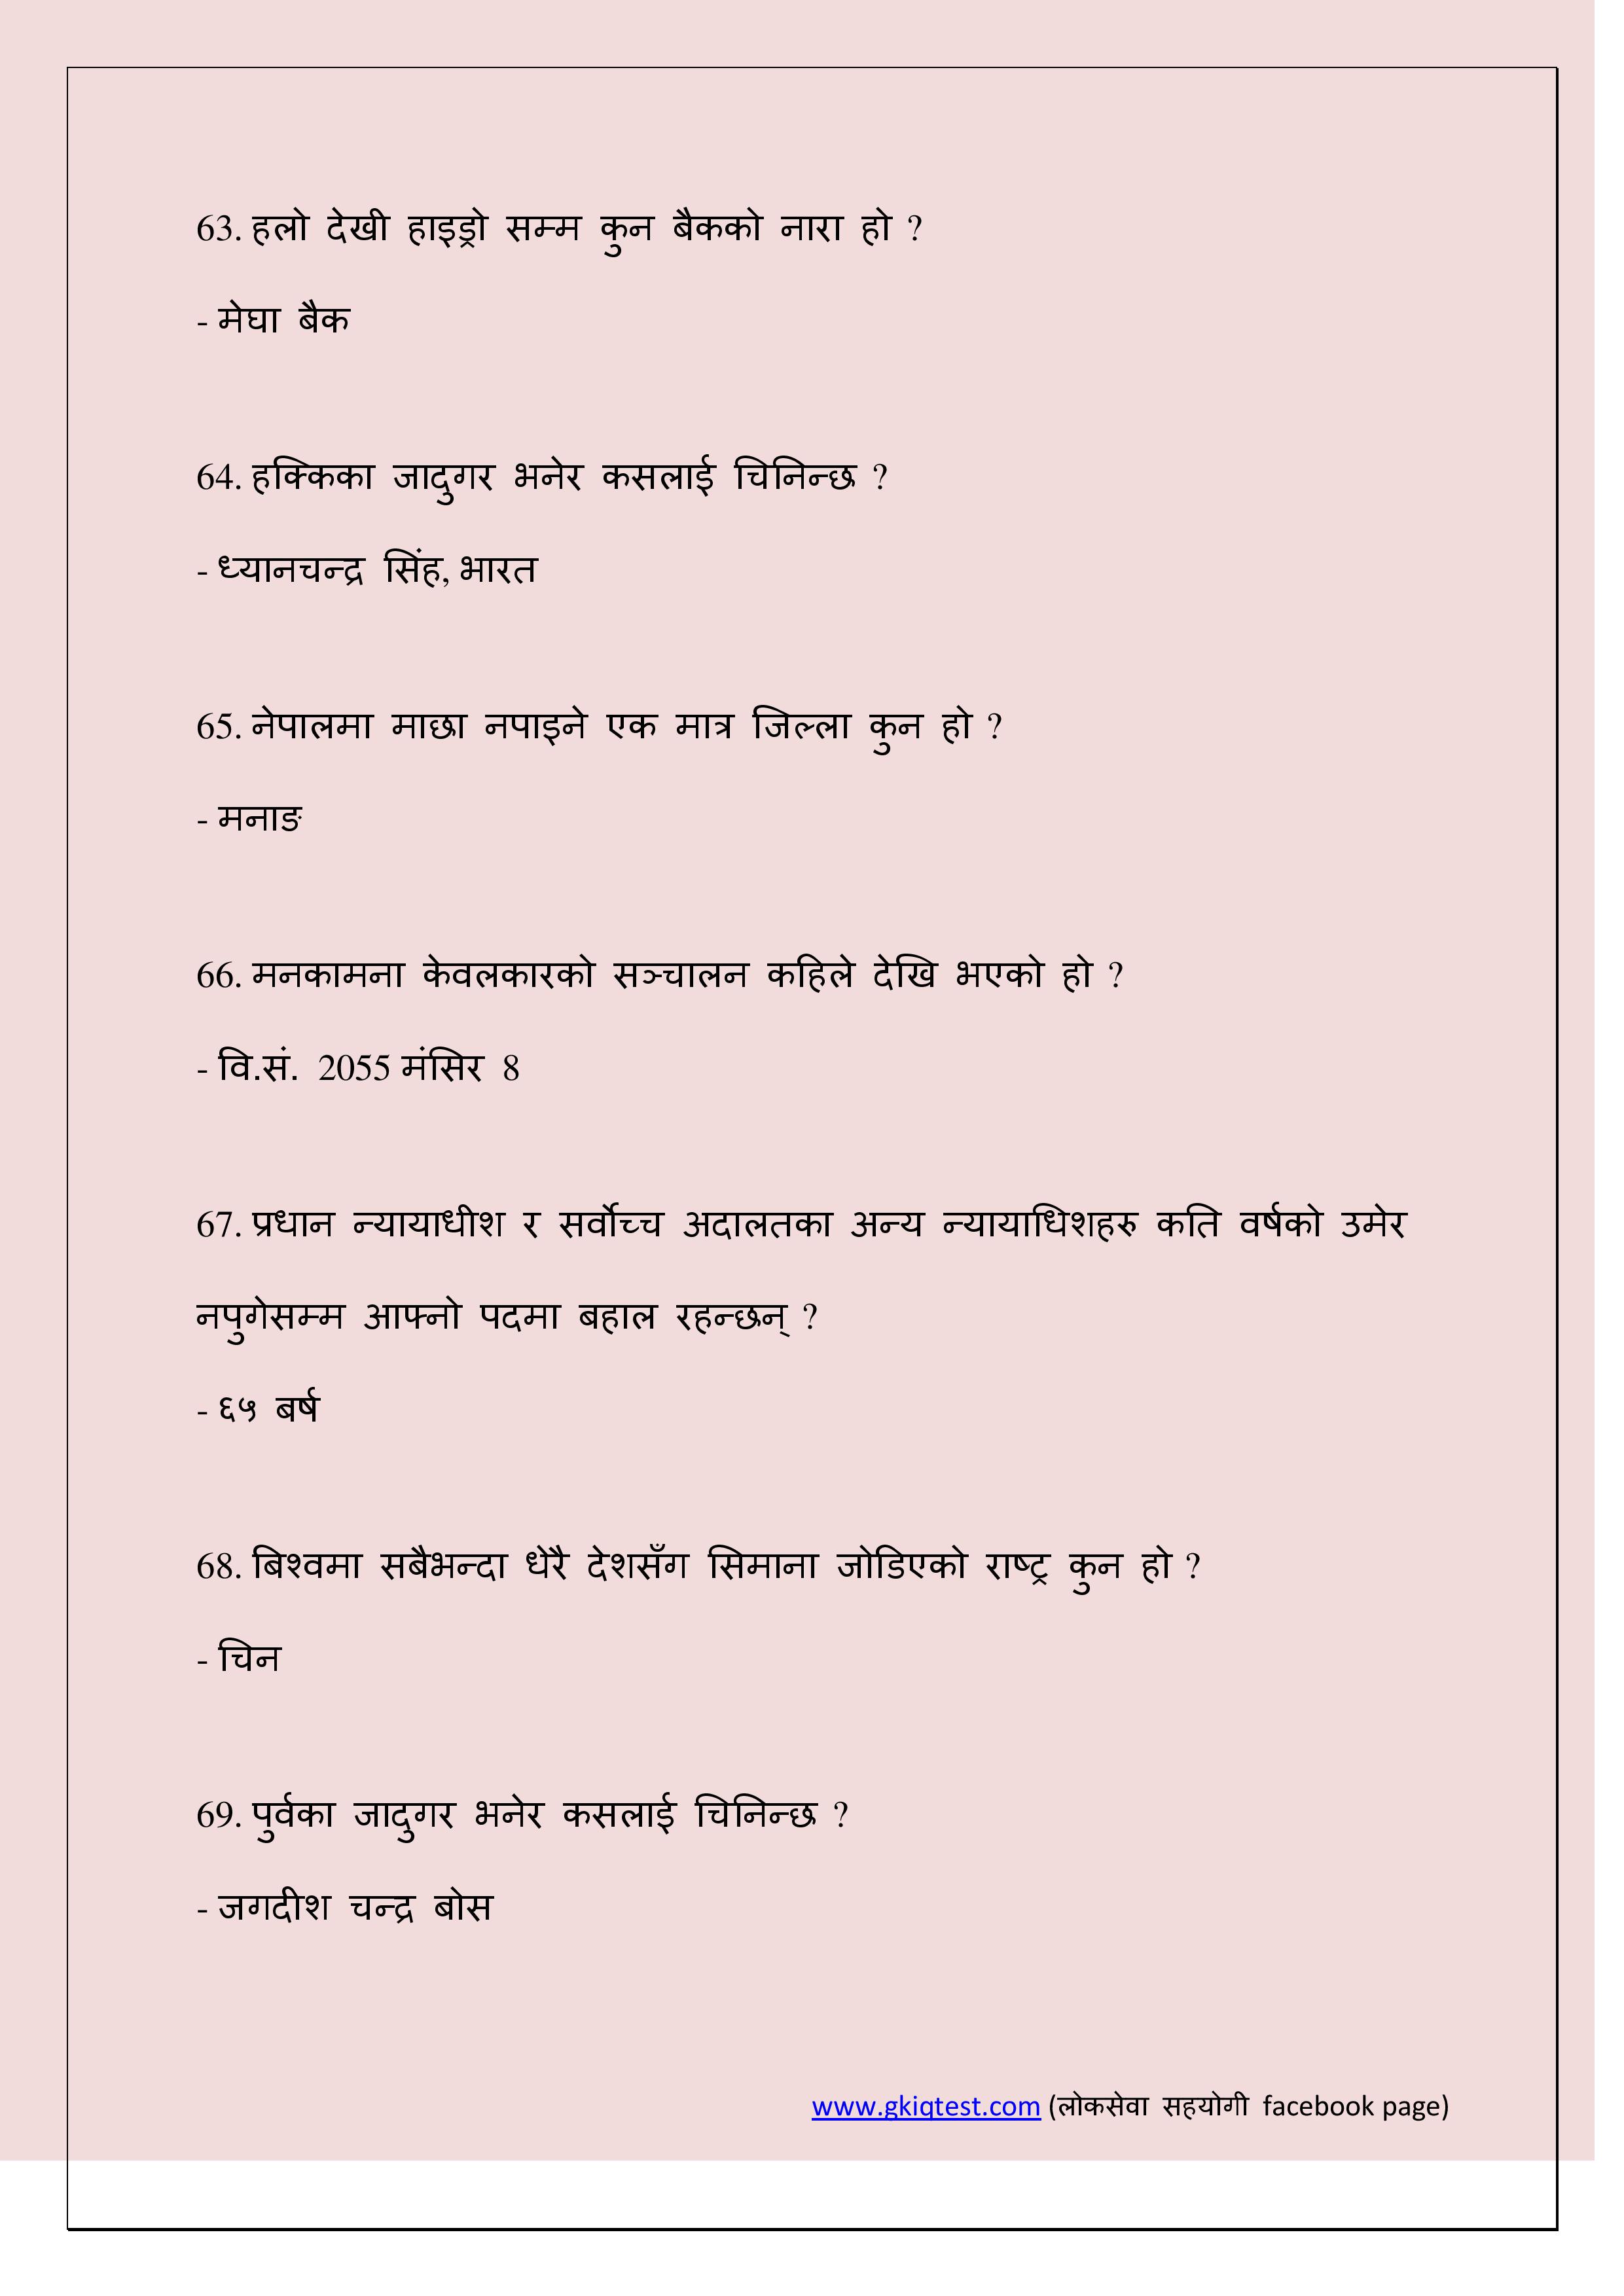 63. हलो देखी हाइड्रो सम्म कुन बैकको नारा हो ?
- मेघा बैक
64. हक्किका जादुगर भनेर कसलाई चिनिन्छ ?
- ध्यानचन्द्र सिंह, भारत
65. नेपालमा माछा नपाइने एक मात्र जिल्ला कुन हो ?
- मनाङ
66. मनकामना केवलकारको सञ्चालन कहिले देखि भएको हो ?
- वि.सं. 2055 मंसिर 8
67. प्रधान न्यायाधीश र सर्वोच्च अदालतका अन्य न्यायाधिशहरु कति वर्षको उमेर
नपुगेसम्म आफ्नो पदमा बहाल रहन्छन् ?
- ६५ बर्ष
68. बिश्वमा सबैभन्दा धेरै देशसँग सिमाना जोडिएको राष्ट्र कुन हो ?
- चिन
69. पुर्वका जादुगर भनेर कसलाई चिनिन्छ ?
- जगदीश चन्द्र बोस
www.gkiqtest.com (लोकसेवा सहयोगी facebook page)